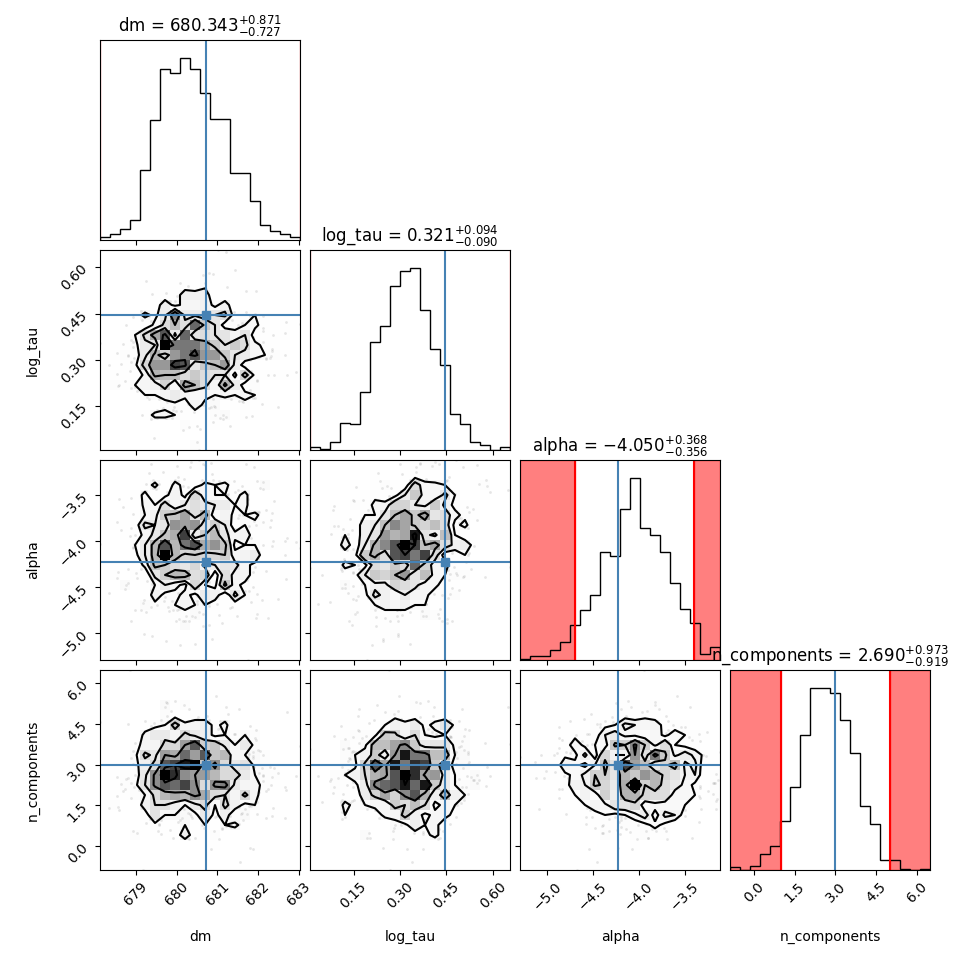 dm = 680.343+0.871−0.727
log_tau = 0.321+0.094−0.090
0.60
0.45
0.30
0.15
log_tau
alpha = −4.050+0.368−0.356
−3.5
−4.0
−4.5
−5.0
alpha
n_components = 2.690+0.973−0.919
6.0
4.5
3.0
1.5
0.0
n_components
679 680 681 682 683
0.15 0.30 0.45 0.60
−5.0 −4.5 −4.0 −3.5
0.0 1.5 3.0 4.5 6.0
dm log_tau alpha n_components